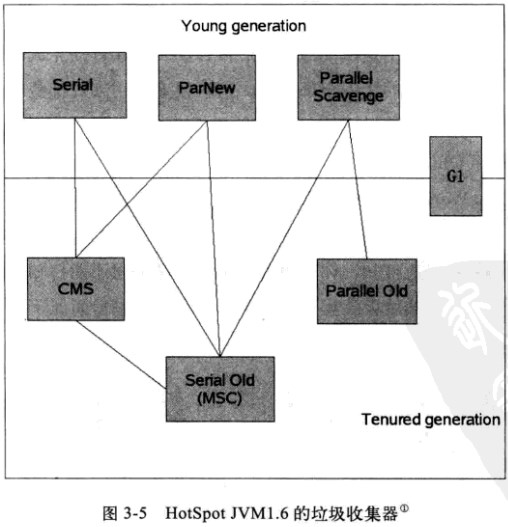 Young generation
Serial
ParNew
Parallel
Scavenge
G1
CMS
Parallel Old
Serial Old
(MSC)
Tenured generation
图 3-5 HotSpot JVM1.6 的垃圾收集器①